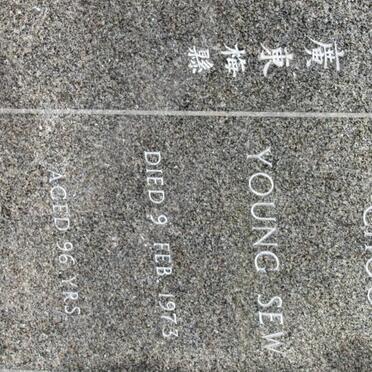 廣東梅縣
YOUNG SEW
DIED 9 FEB. 1973
AGED 96 YRS